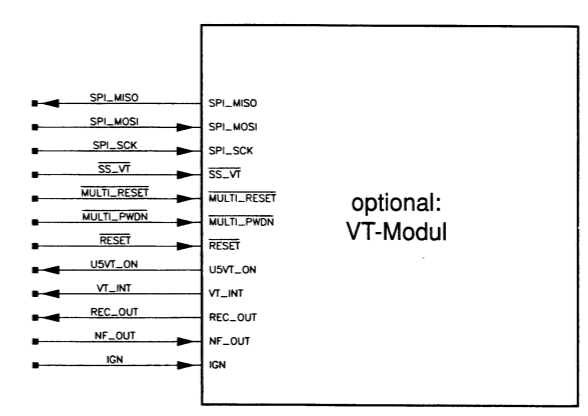 SPI_MISO SPI_MISO
SPI_MOSI SPI_MOSI
SPI_SCK SPI_SCK
SS_VT SS_VT
MULTI_RESET MULTI_RESET
MULTI_PWDN MULTI_PWDN
RESET RESET
U5VT_ON U5VT_ON
VT_INT VT_INT
REC_OUT REC_OUT
NF_OUT NF_OUT
IGN IGN
optional:
VT-Modul